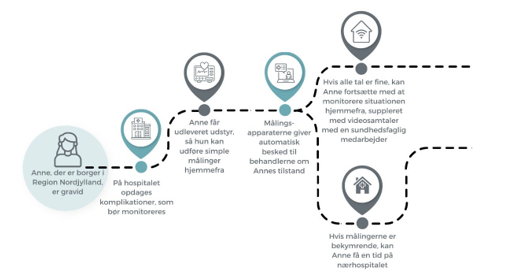 Anne, der er borger i
Region Nordjylland,
er gravid
På hospitalet
opdages
komplikationer, som
bør monitoreres
Anne får
udleveret udstyr,
så hun kan
udføre simple
målinger
hjemmefra
Målings-
apparaterne giver
automatisk
besked til
behandlerne om
Annes tilstand
Hvis alle tal er fine, kan
Anne fortsætte med at
monitorere situationen
hjemmefra, suppleret
med videosamtaler
med en sundhedsfaglig
medarbejder
Hvis målingerne er
bekymrende, kan
Anne få en tid på
nærhospitalet